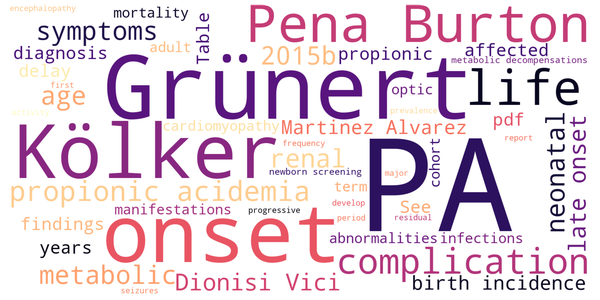 encephalopathy
mortality
Pena Burton
symptoms
Table
adult
2015b
propionic
affected
diagnosis
metabolic decompensations
delay
first
Grünert
optic
life
age
activity
prevalence
cardiomyopathy
Martinez Alvarez
pdf
report
Kölker
frequency
PA
cohort
neonatal
late onset
renal
newborn screening
major
propionic acidemia
term
develop
See
manifestations
progressive
period
residual
findings
onset
abnormalities
infections
years
complication
metabolic
Dionisi Vici
birth incidence
seizures